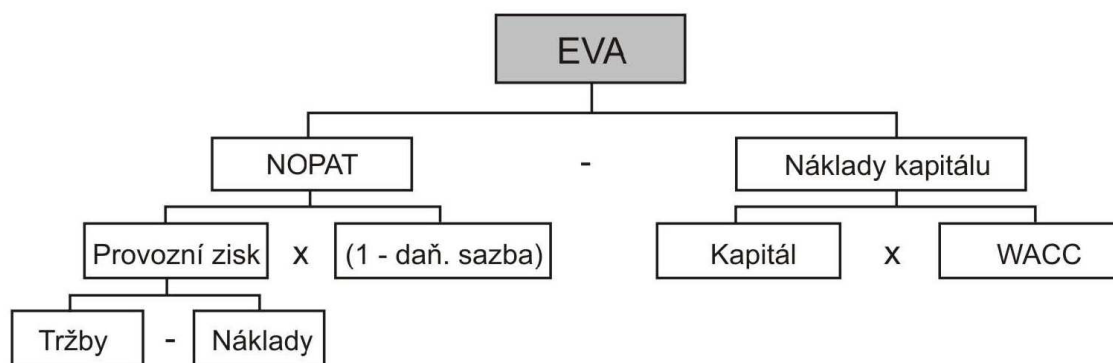 EVA
NOPAT - Náklady kapitálu
Provozní zisk x (1 - daň. sazba) Kapitál x WACC
Tržby - Náklady